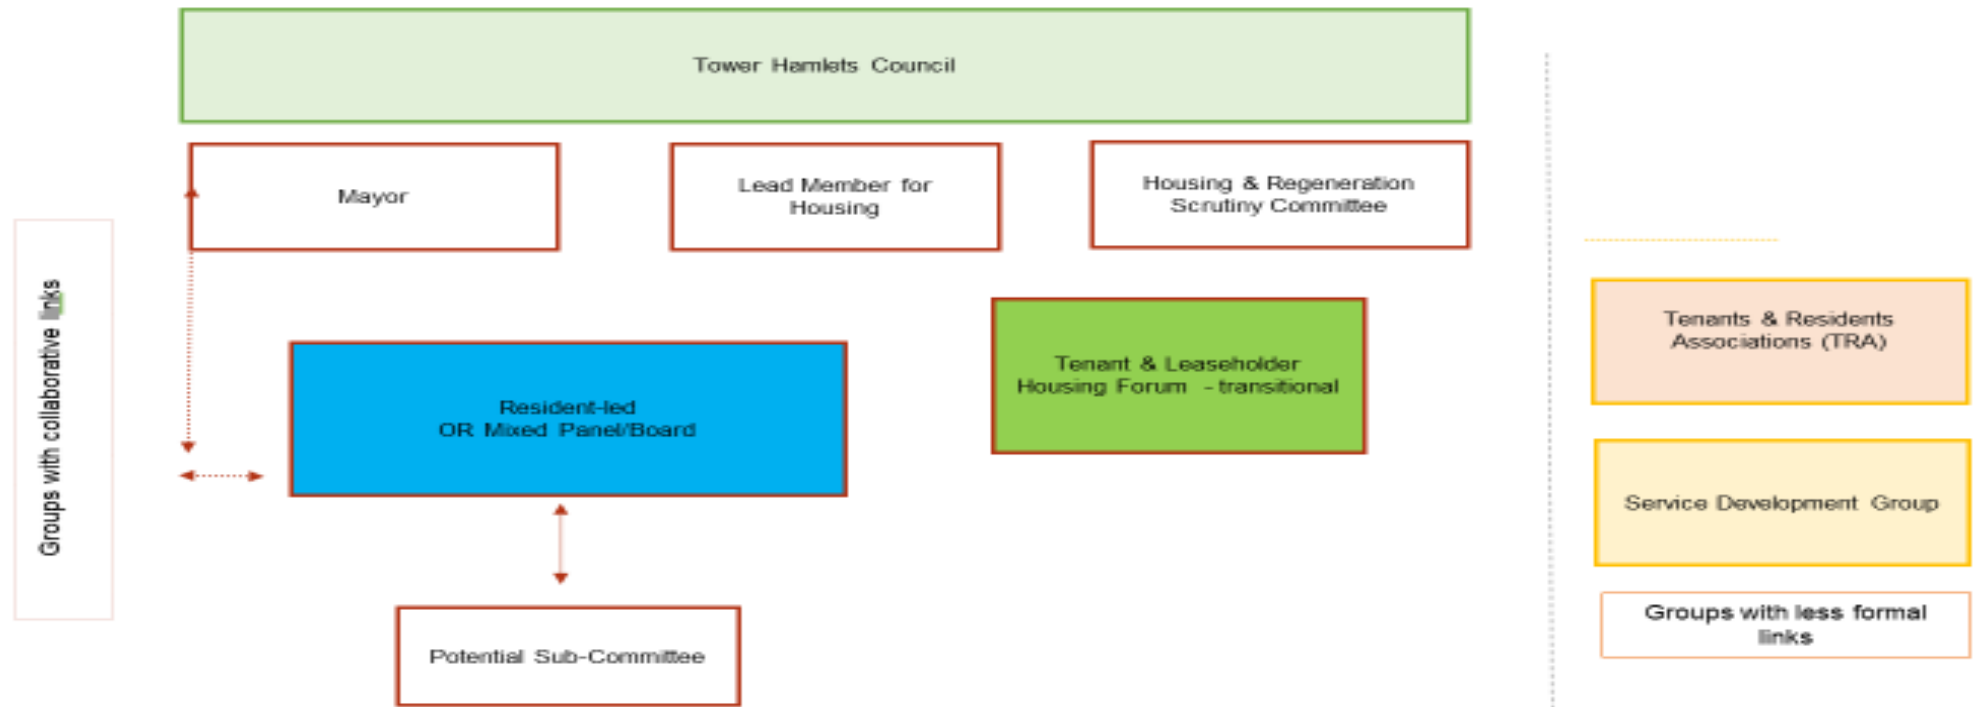 Tower Hamlets Council
Mayor
Lead Member for
Housing
Housing & Regeneration
Scrutiny Committee
Groups with collaborative links
Resident-led
OR Mixed Panel/Board
Tenant & Leaseholder
Housing Forum - transitional
Potential Sub-Committee
Tenants & Residents
Associations (TRA)
Service Development Group
Groups with less formal
links